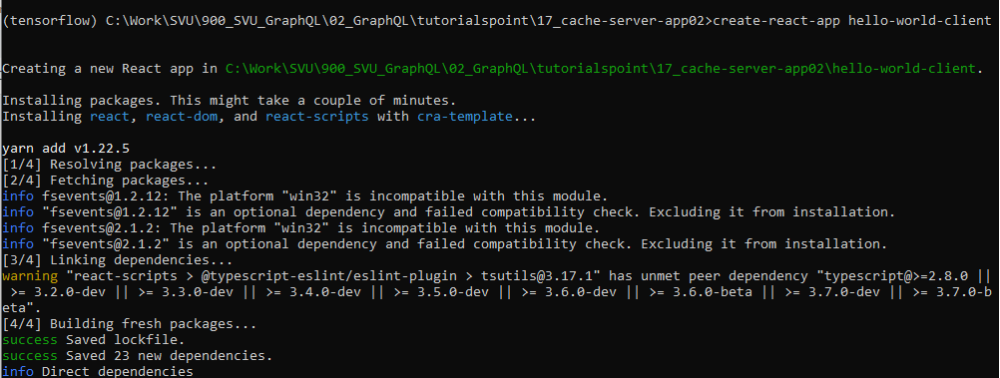 (tensorflow) C:\Work\SVU\900_SVU_GraphQL\02_GraphQL\tutorialspoint\17_cache-server-app02>create-react-app hello-world-client
Creating a new React app in C:\Work\SVU\900_SVU_GraphQL\02_GraphQL\tutorialspoint\17_cache-server-app02\hello-world-client.
Installing packages. This might take a couple of minutes.
Installing react, react-dom, and react-scripts with cra-template...
yarn add v1.22.5
[1/4] Resolving packages...
[2/4] Fetching packages...
info fsevents@1.2.12: The platform "win32" is incompatible with this module.
info "fsevents@1.2.12" is an optional dependency and failed compatibility check. Excluding it from installation.
info fsevents@2.1.2: The platform "win32" is incompatible with this module.
info "fsevents@2.1.2" is an optional dependency and failed compatibility check. Excluding it from installation.
[3/4] Linking dependencies...
warning "react-scripts > @typescript-eslint/eslint-plugin > tsutils@3.17.1" has unmet peer dependency "typescript@>=2.8.0 ||
 >= 3.2.0-dev || >= 3.3.0-dev || >= 3.4.0-dev || >= 3.5.0-dev || >= 3.6.0-dev || >= 3.6.0-beta || >= 3.7.0-dev || >= 3.7.0-b
eta".
[4/4] Building fresh packages...
success Saved lockfile.
success Saved 23 new dependencies.
info Direct dependencies